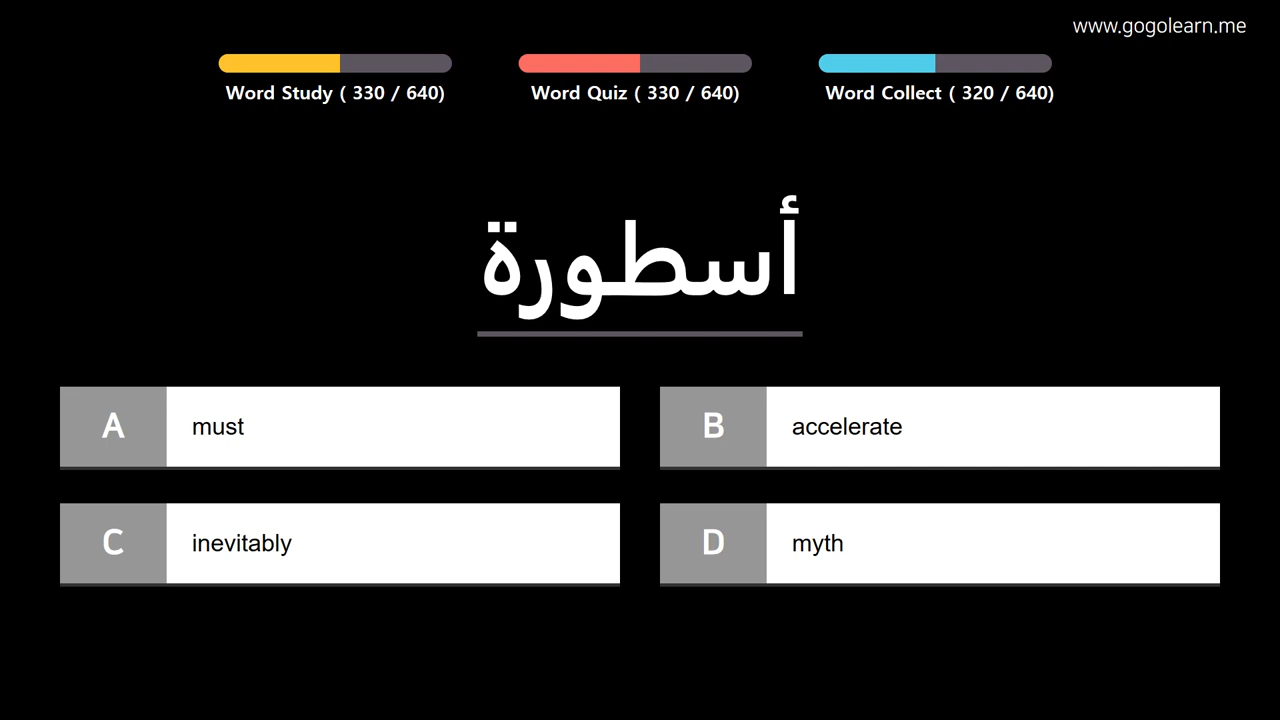 www.gogolearn.me
Word Study ( 330 / 640)
Word Quiz ( 330 / 640)
Word Collect ( 320 / 640)
أسطورة
A must
B accelerate
C inevitably
D myth